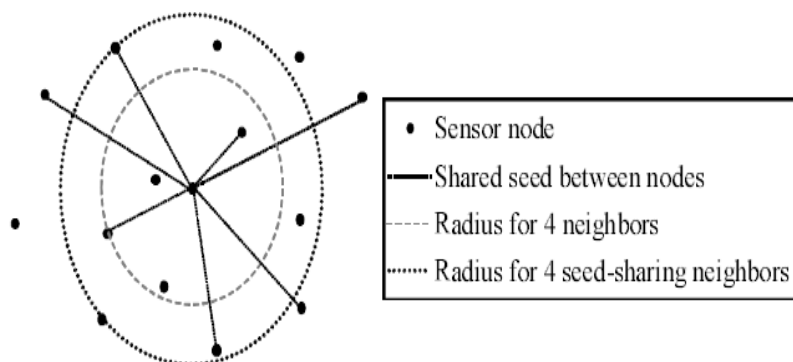 Sensor node
Shared seed between nodes
Radius for 4 neighbors
Radius for 4 seed-sharing neighbors